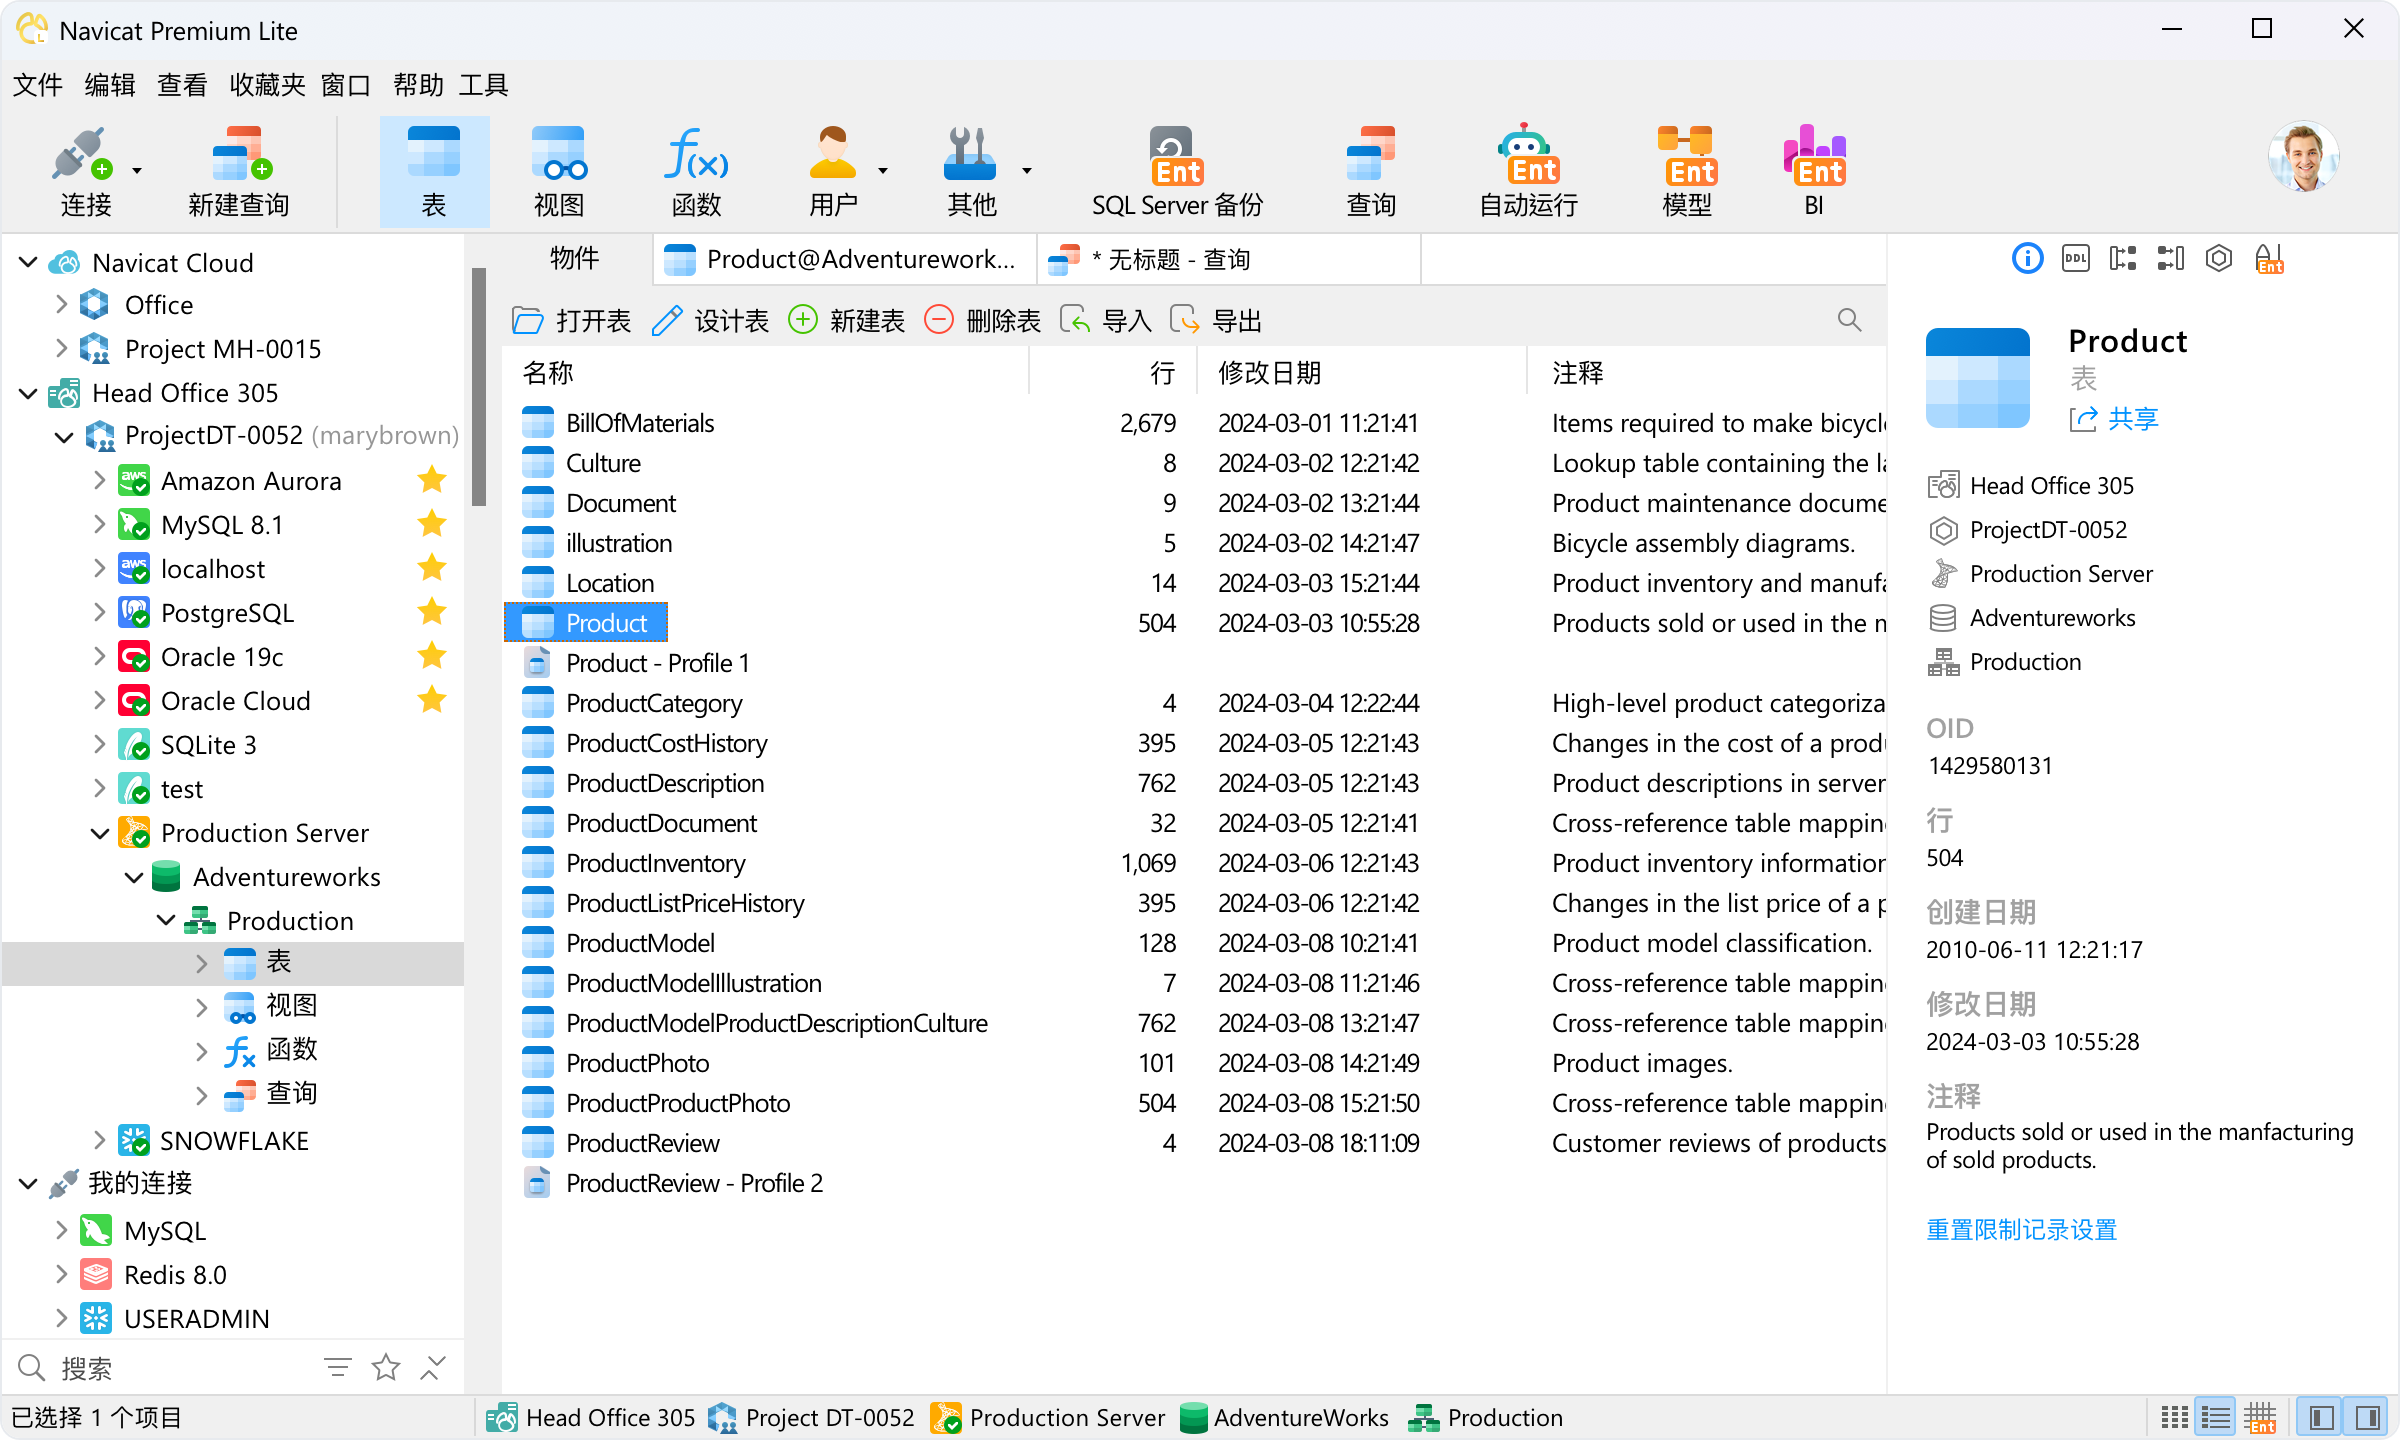 Navicat Premium Lite
文件 编辑 查看 收藏夹 窗口 帮助 工具
连接 新建查询 表 视图 函数 用户 其他 SQL Server 备份 查询 自动运行 模型 BI
Ent Ent Ent Ent
Navicat Cloud
Office
Project MH-0015
Head Office 305
ProjectDT-0052 (marybrown)
Amazon Aurora
MySQL 8.1
localhost
PostgreSQL
Oracle 19c
Oracle Cloud
SQLite 3
test
Production Server
Adventureworks
Production
表
视图
函数
查询
SNOWFLAKE
我的连接
MySQL
Redis 8.0
USERADMIN
搜索
物件 Product@Adventurework... * 无标题 - 查询
打开表 设计表 新建表 删除表 导入 导出
名称 行 修改日期 注释
BillOfMaterials 2,679 2024-03-01 11:21:41 Items required to make bicycl
Culture 8 2024-03-02 12:21:42 Lookup table containing the la
Document 9 2024-03-02 13:21:44 Product maintenance docume
illustration 5 2024-03-02 14:21:47 Bicycle assembly diagrams.
Location 14 2024-03-03 15:21:44 Product inventory and manufa
Product 504 2024-03-03 10:55:28 Products sold or used in the m
Product - Profile 1
ProductCategory 4 2024-03-04 12:22:44 High-level product categoriza
ProductCostHistory 395 2024-03-05 12:21:43 Changes in the cost of a produ
ProductDescription 762 2024-03-05 12:21:43 Product descriptions in server
ProductDocument 32 2024-03-05 12:21:41 Cross-reference table mappin
ProductInventory 1,069 2024-03-06 12:21:43 Product inventory information
ProductListPriceHistory 395 2024-03-06 12:21:42 Changes in the list price of a p
ProductModel 128 2024-03-08 10:21:41 Product model classification.
ProductModelIllustration 7 2024-03-08 11:21:46 Cross-reference table mappin
ProductModelProductDescriptionCulture 762 2024-03-08 13:21:47 Cross-reference table mappin
ProductPhoto 101 2024-03-08 14:21:49 Product images.
ProductProductPhoto 504 2024-03-08 15:21:50 Cross-reference table mappin
ProductReview 4 2024-03-08 18:11:09 Customer reviews of products
ProductReview - Profile 2
DDL Ent
Product
表
共享
Head Office 305
ProjectDT-0052
Production Server
Adventureworks
Production
OID
1429580131
行
504
创建日期
2010-06-11 12:21:17
修改日期
2024-03-03 10:55:28
注释
Products sold or used in the manfacturing
of sold products.
重置限制记录设置
已选择 1 个项目 Head Office 305 Project DT-0052 Production Server AdventureWorks Production Ent